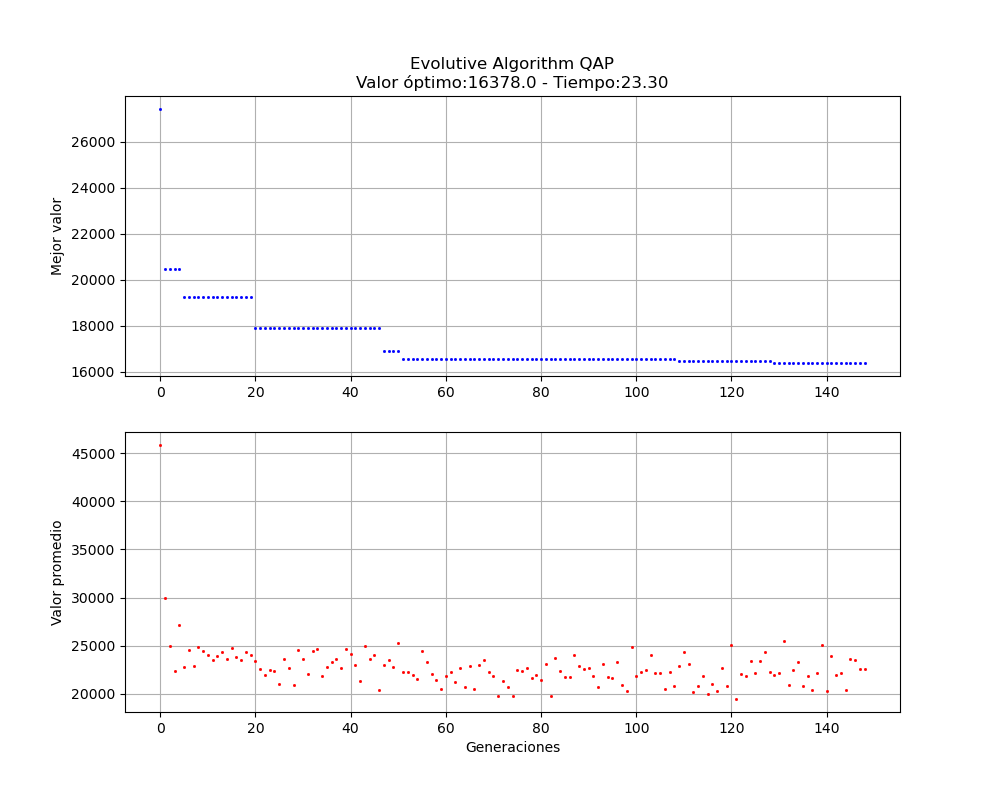 Evolutive Algorithm QAP
Valor óptimo:16378.0 - Tiempo:23.30
Mejor valor
26000
24000
22000
20000
18000
16000
0 20 40 60 80 100 120 140
Valor promedio
45000
40000
35000
30000
25000
20000
0 20 40 60 80 100 120 140
Generaciones